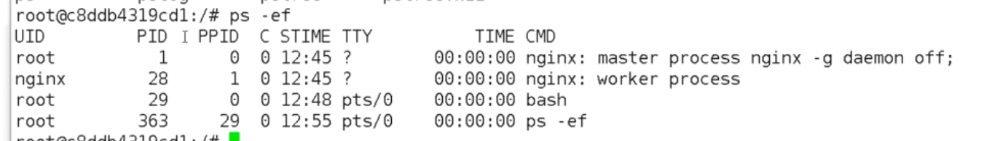 root@c8ddb4319cd1:/# ps -ef
UID        PID  PPID  C STIME TTY          TIME CMD
root         1     0  0 12:45 ?        00:00:00 nginx: master process nginx -g daemon off;
nginx       28     1  0 12:45 ?        00:00:00 nginx: worker process
root        29     0  0 12:48 pts/0    00:00:00 bash
root       363    29  0 12:55 pts/0    00:00:00 ps -ef
root@c8ddb4319cd1:/#